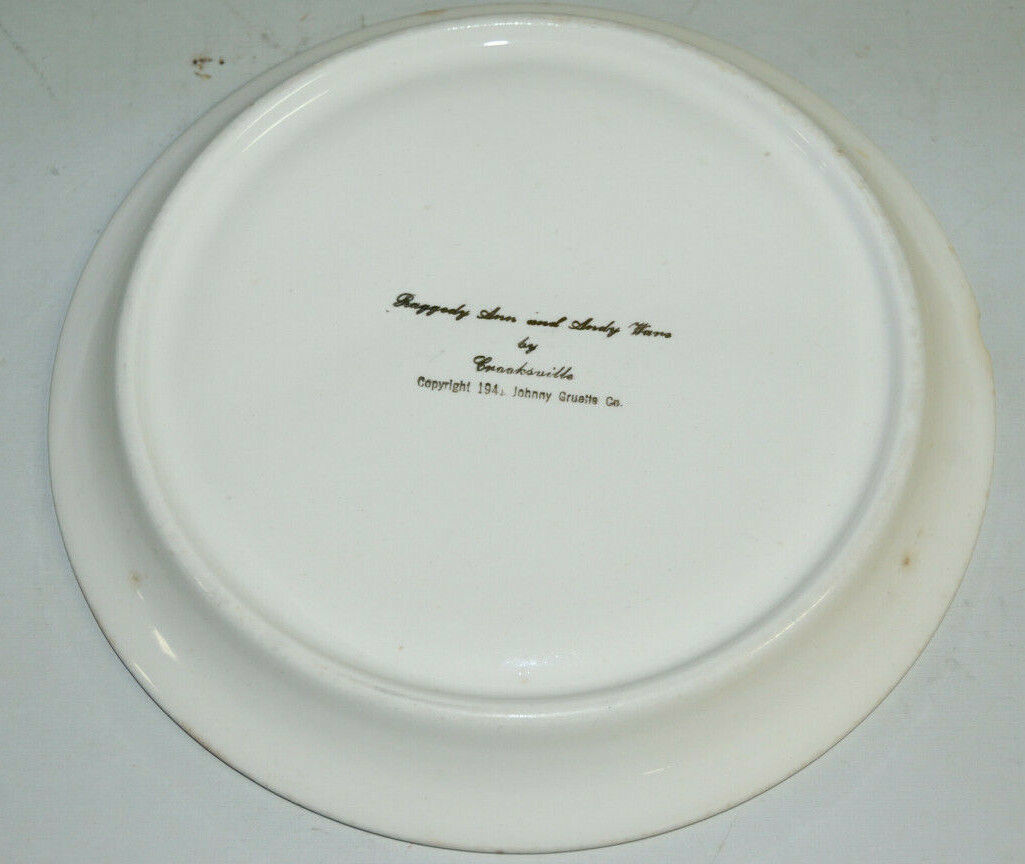 Raggedy Ann and Andy Ware
by
Crooksville
Copyright 1941 Johnny Gruelle Co.